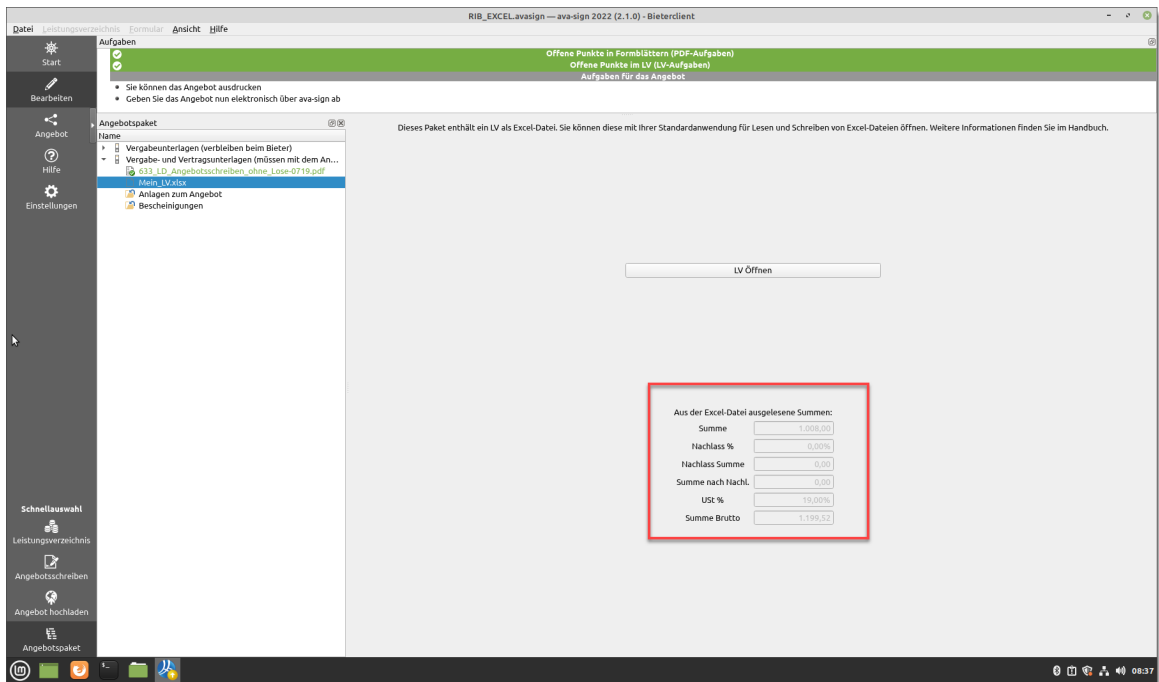 RIB_EXCEL.avasign — ava-sign 2022 (2.1.0) - Bieterclient
Datei Leistungsverzeichnis Formular Ansicht Hilfe
Start
Bearbeiten
Angebot
Hilfe
Einstellungen
Schnellauswahl
Leistungsverzeichnis
Angebotsschreiben
Angebot hochladen
Angebotspaket
Aufgaben
Offene Punkte in Formblättern (PDF-Aufgaben)
Offene Punkte im LV (LV-Aufgaben)
Aufgaben für das Angebot
Sie können das Angebot ausdrucken
Geben Sie das Angebot nun elektronisch über ava-sign ab
Angebotspaket
Name
Vergabeunterlagen (verbleiben beim Bieter)
Vergabe- und Vertragsunterlagen (müssen mit dem An...
633_LD_Angebotsschreiben_ohne_Lose-0719.pdf
Mein_LV.xlsx
Anlagen zum Angebot
Bescheinigungen
Dieses Paket enthält ein LV als Excel-Datei. Sie können diese mit Ihrer Standardanwendung für Lesen und Schreiben von Excel-Dateien öffnen. Weitere Informationen finden Sie im Handbuch.
LV Öffnen
Aus der Excel-Datei ausgelesene Summen:
Summe 1.008,00
Nachlass % 0,00%
Nachlass Summe 0,00
Summe nach Nachl. 0,00
USt % 19,00%
Summe Brutto 1.199,52
08:37